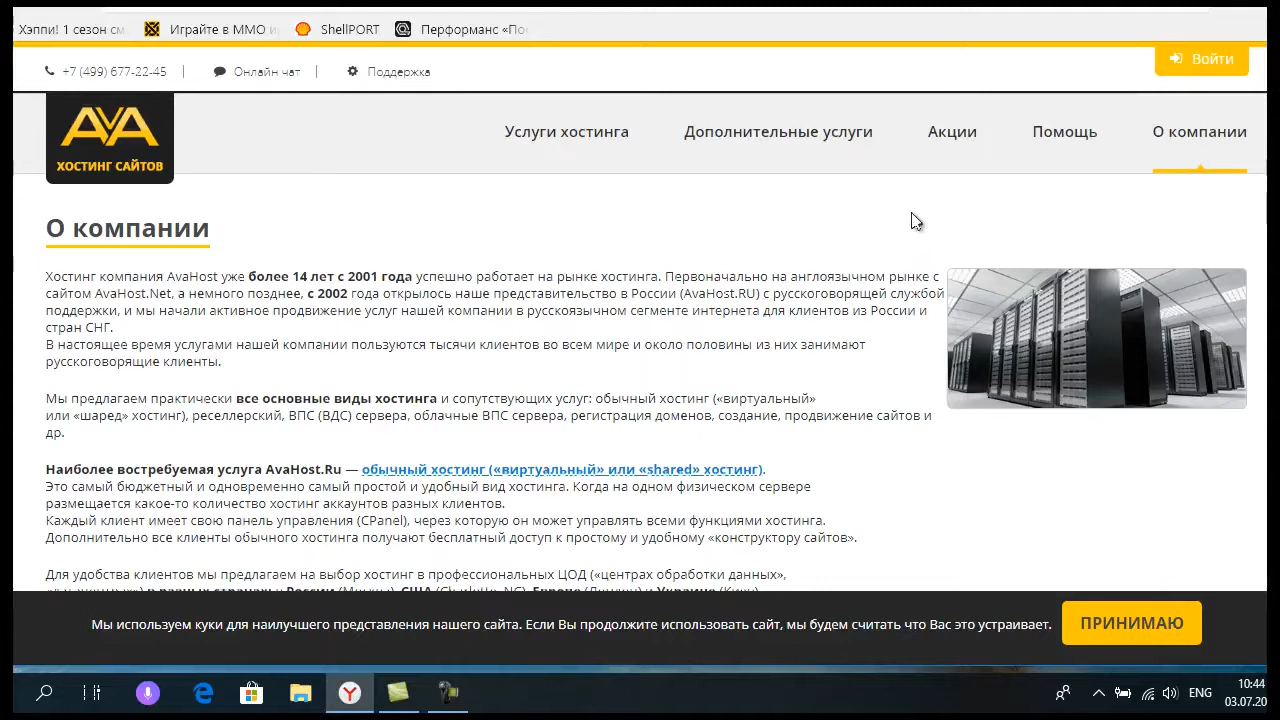 Хэппи! 1 сезон см
Играйте в ММО
ShellPORT
Перформанс «Пос
+7 (499) 677-22-45
Онлайн чат
Поддержка
Войти
AVA
ХОСТИНГ САЙТОВ
Услуги хостинга
Дополнительные услуги
Акции
Помощь
О компании
О компании
Хостинг компания AvaHost уже более 14 лет с 2001 года успешно работает на рынке хостинга. Первоначально на англоязычном рынке с
сайтом AvaHost.Net, а немного позднее, с 2002 года открылось наше представительство в России (AvaHost.RU) с русскоговорящей службой
поддержки, и мы начали активное продвижение услуг нашей компании в русскоязычном сегменте интернета для клиентов из России и
стран СНГ.
В настоящее время услугами нашей компании пользуются тысячи клиентов во всем мире и около половины из них занимают
русскоговорящие клиенты.
Мы предлагаем практически все основные виды хостинга и сопутствующих услуг: обычный хостинг («виртуальный»
или «шаред» хостинг), реселлерский, ВПС (ВДС) сервера, облачные ВПС сервера, регистрация доменов, создание, продвижение сайтов и
др.
Наиболее востребуемая услуга AvaHost.Ru — обычный хостинг («виртуальный» или «shared» хостинг).
Это самый бюджетный и одновременно самый простой и удобный вид хостинга. Когда на одном физическом сервере
размещается какое-то количество хостинг аккаунтов разных клиентов.
Каждый клиент имеет свою панель управления (CPanel), через которую он может управлять всеми функциями хостинга.
Дополнительно все клиенты обычного хостинга получают бесплатный доступ к простому и удобному «конструктору сайтов».
Для удобства клиентов мы предлагаем на выбор хостинг в профессиональных ЦОД («центрах обработки данных»,
Мы используем куки для наилучшего представления нашего сайта. Если Вы продолжите использовать сайт, мы будем считать что Вас это устраивает.
ПРИНИМАЮ
ENG
10:44
03.07.20